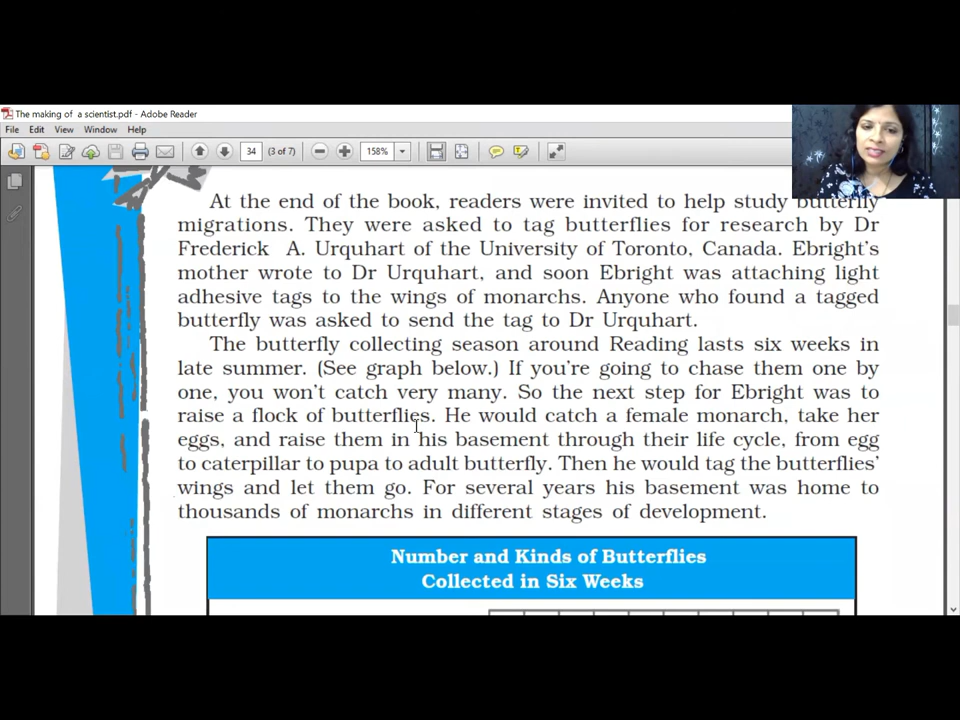 The making of a scientist.pdf - Adobe Reader
File Edit View Window Help
34 (3 of 7) 158%
At the end of the book, readers were invited to help study butterfly
migrations. They were asked to tag butterflies for research by Dr
Frederick A. Urquhart of the University of Toronto, Canada. Ebright's
mother wrote to Dr Urquhart, and soon Ebright was attaching light
adhesive tags to the wings of monarchs. Anyone who found a tagged
butterfly was asked to send the tag to Dr Urquhart.
The butterfly collecting season around Reading lasts six weeks in
late summer. (See graph below.) If you're going to chase them one by
one, you won't catch very many. So the next step for Ebright was to
raise a flock of butterflies. He would catch a female monarch, take her
eggs, and raise them in his basement through their life cycle, from egg
to caterpillar to pupa to adult butterfly. Then he would tag the butterflies'
wings and let them go. For several years his basement was home to
thousands of monarchs in different stages of development.
Number and Kinds of Butterflies
Collected in Six Weeks